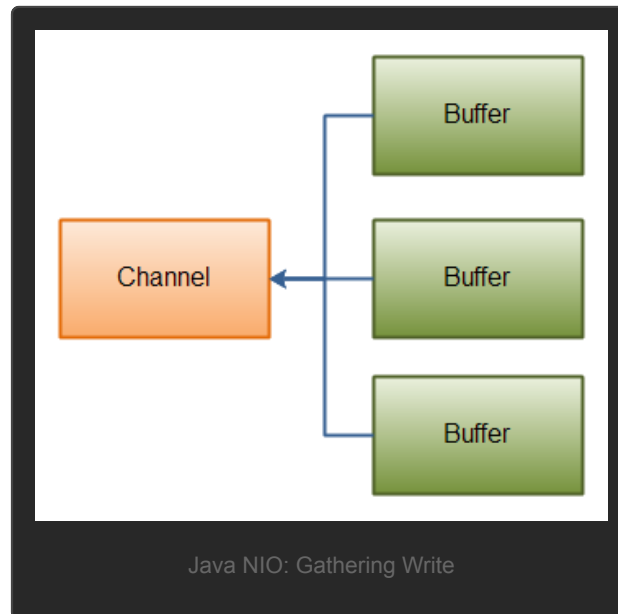 Buffer
Channel
Buffer
Buffer
Java NIO: Gathering Write